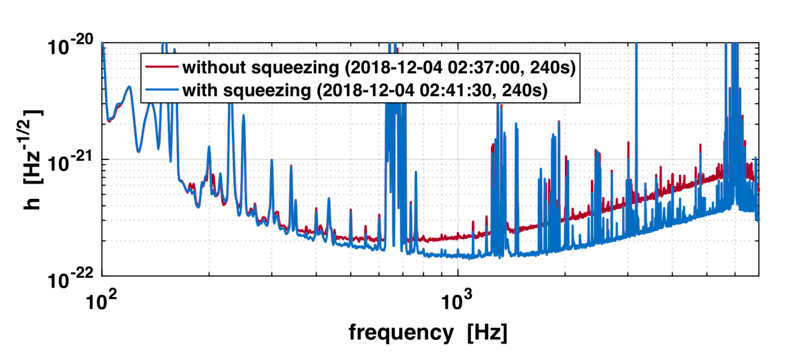 10^-20
without squeezing (2018-12-04 02:37:00, 240s)
with squeezing (2018-12-04 02:41:30, 240s)
10^-21
h [Hz^-1/2]
10^-22
10^2
10^3
frequency [Hz]